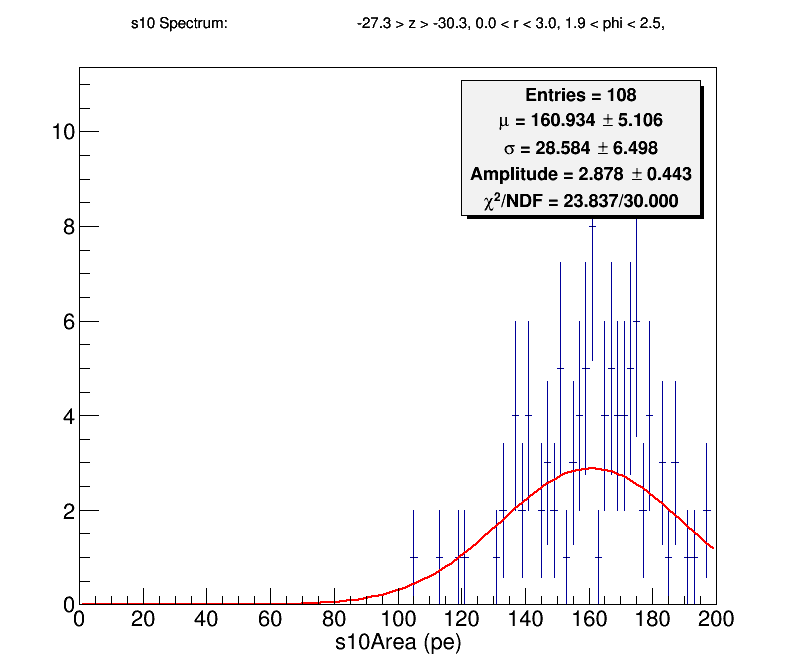 s10 Spectrum: -27.3 > z > -30.3, 0.0 < r < 3.0, 1.9 < phi < 2.5,
Entries = 108
μ = 160.934 ± 5.106
σ = 28.584 ± 6.498
Amplitude = 2.878 ± 0.443
χ²/NDF = 23.837/30.000
10
8
6
4
2
0
0 20 40 60 80 100 120 140 160 180 200
s10Area (pe)